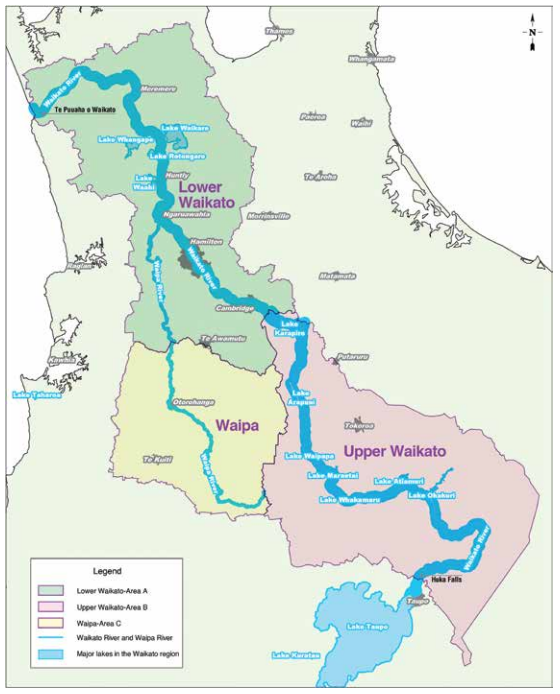 Thames
- N -
Whangamata
Waikato River
Meremere
Te Puuaha o Waikato
Paeroa
Waihi
Lake Waikare
Lake Whangape
Lake Rotongaro
Huntly
Lake
Waahi
Te Aroha
Lower
Waikato
Ngaruawahia
Morrinsville
Hamilton
Waikato River
Raglan
Waipa River
Matamata
Cambridge
Lake
Karapiro
Te Awamutu
Kawhia
Putaruru
Lake Taharoa
Lake
Arapuni
Otorohanga
Waipa
Tokoroa
Upper Waikato
Te Kuiti
Lake Waipapa
Waipa River
Lake Maraetai
Lake Atiamuri
Lake Whakamaru
Lake Ohakuri
Waikato River
Legend
Huka Falls
Lower Waikato-Area A
Upper Waikato-Area B
Taupo
Waipa-Area C
Lake Taupo
Waikato River and Waipa River
Lake Koratau
Major lakes in the Waikato region